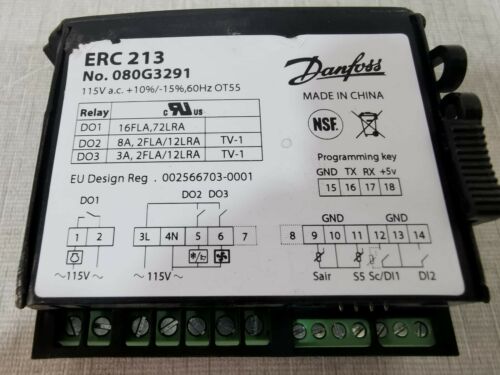 ERC 213
No. 080G3291
115V a.c. +10%/-15%,60Hz OT55
Danfoss
MADE IN CHINA
NSF®
Relay c RU us
DO1 16FLA,72LRA
DO2 8A, 2FLA/12LRA TV-1
DO3 3A, 2FLA/12LRA TV-1
EU Design Reg . 002566703-0001
Programming key
GND TX RX +5v
15 16 17 18
DO1 DO2 DO3
1 2 3L 4N 5 6 7
~115V~ ~ 115V ~
GND GND
8 9 10 11 12 13 14
Sair S5 Sc/DI1 DI2